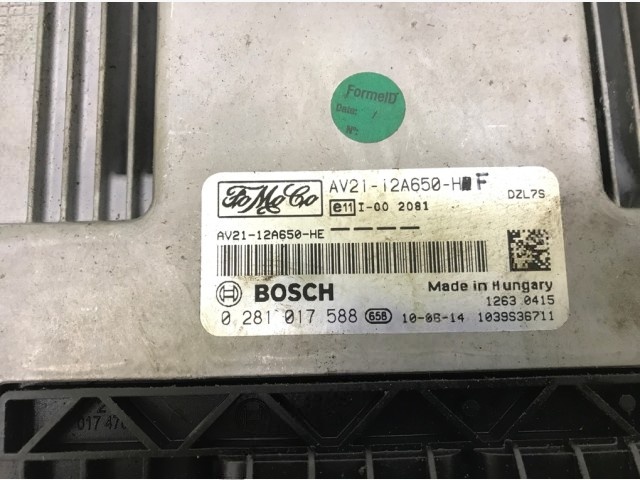 FormelD
Date: /
Nº
FoMoCo
AV21-12A650-H F
DZL7S
e11 I-00 2081
AV21-12A650-HE
BOSCH
Made in Hungary
1263 0415
0 281 017 588 658 10-06-14 1039S36711